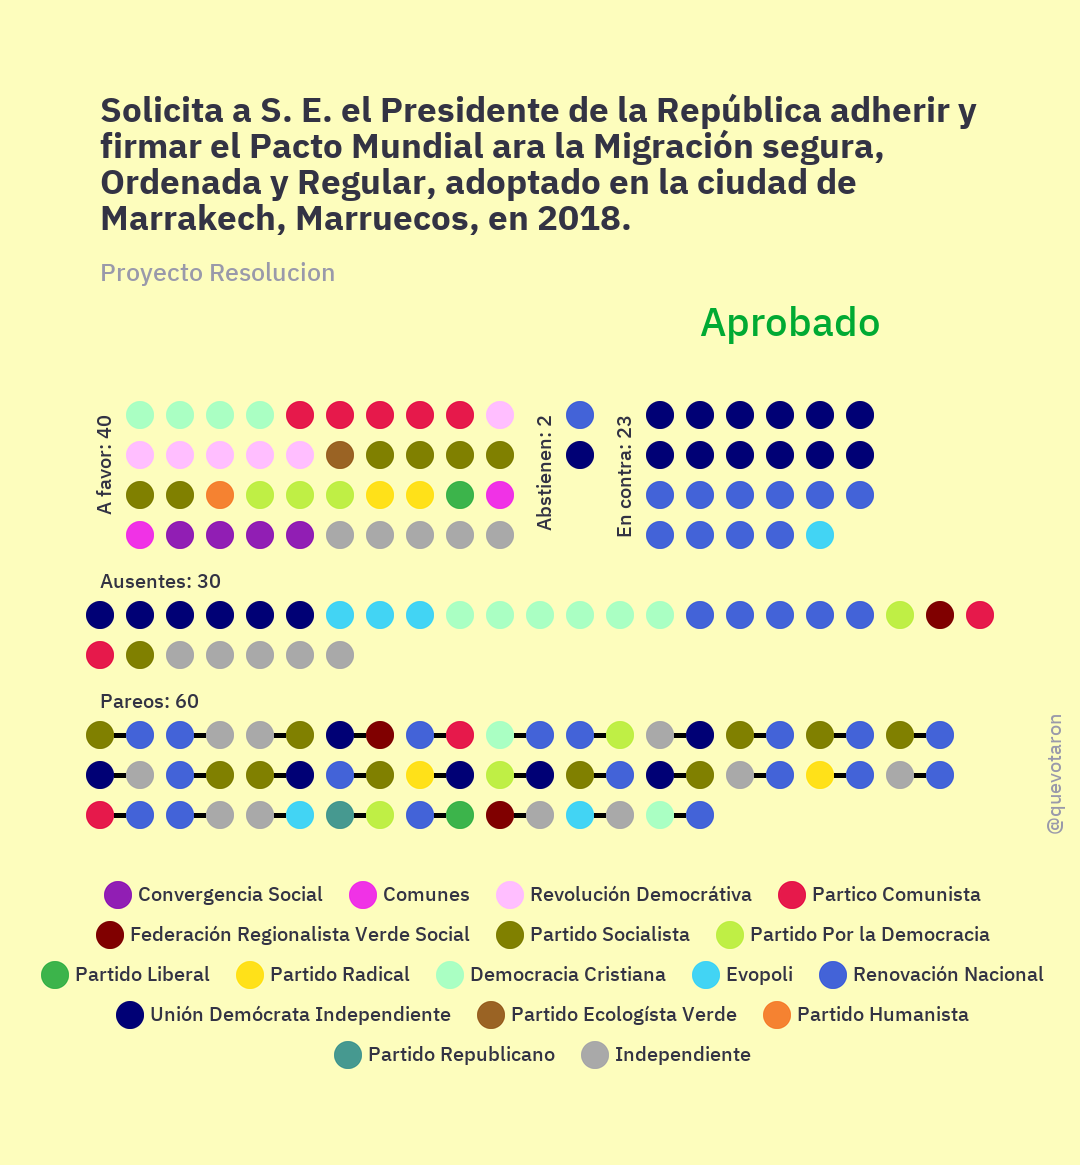 Solicita a S. E. el Presidente de la República adherir y
firmar el Pacto Mundial ara la Migración segura,
Ordenada y Regular, adoptado en la ciudad de
Marrakech, Marruecos, en 2018.
Proyecto Resolucion
Aprobado
A favor: 40
Abstienen: 2
En contra: 23
Ausentes: 30
Pareos: 60
@quevotaron
Convergencia Social Comunes Revolución Democrátiva Partico Comunista
Federación Regionalista Verde Social Partido Socialista Partido Por la Democracia
Partido Liberal Partido Radical Democracia Cristiana Evopoli Renovación Nacional
Unión Demócrata Independiente Partido Ecologísta Verde Partido Humanista
Partido Republicano Independiente